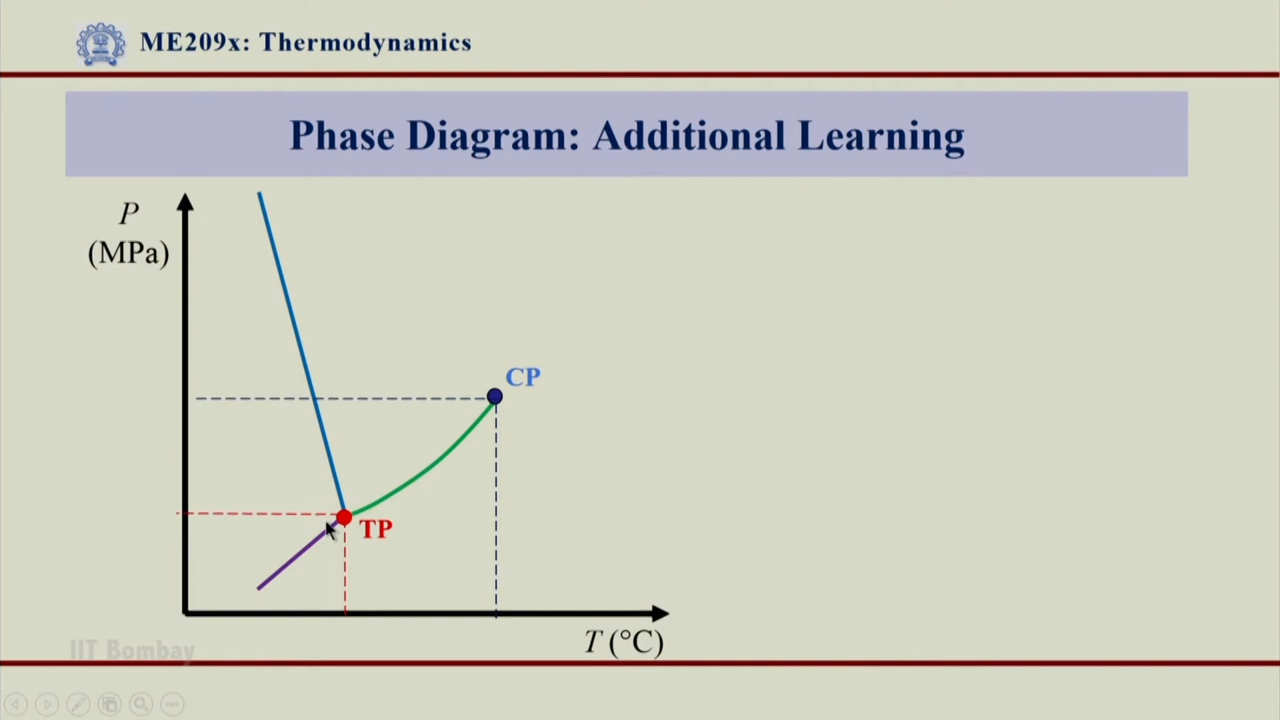 ME209x: Thermodynamics
Phase Diagram: Additional Learning
P
(MPa)
CP
TP
T (°C)
IIT Bombay